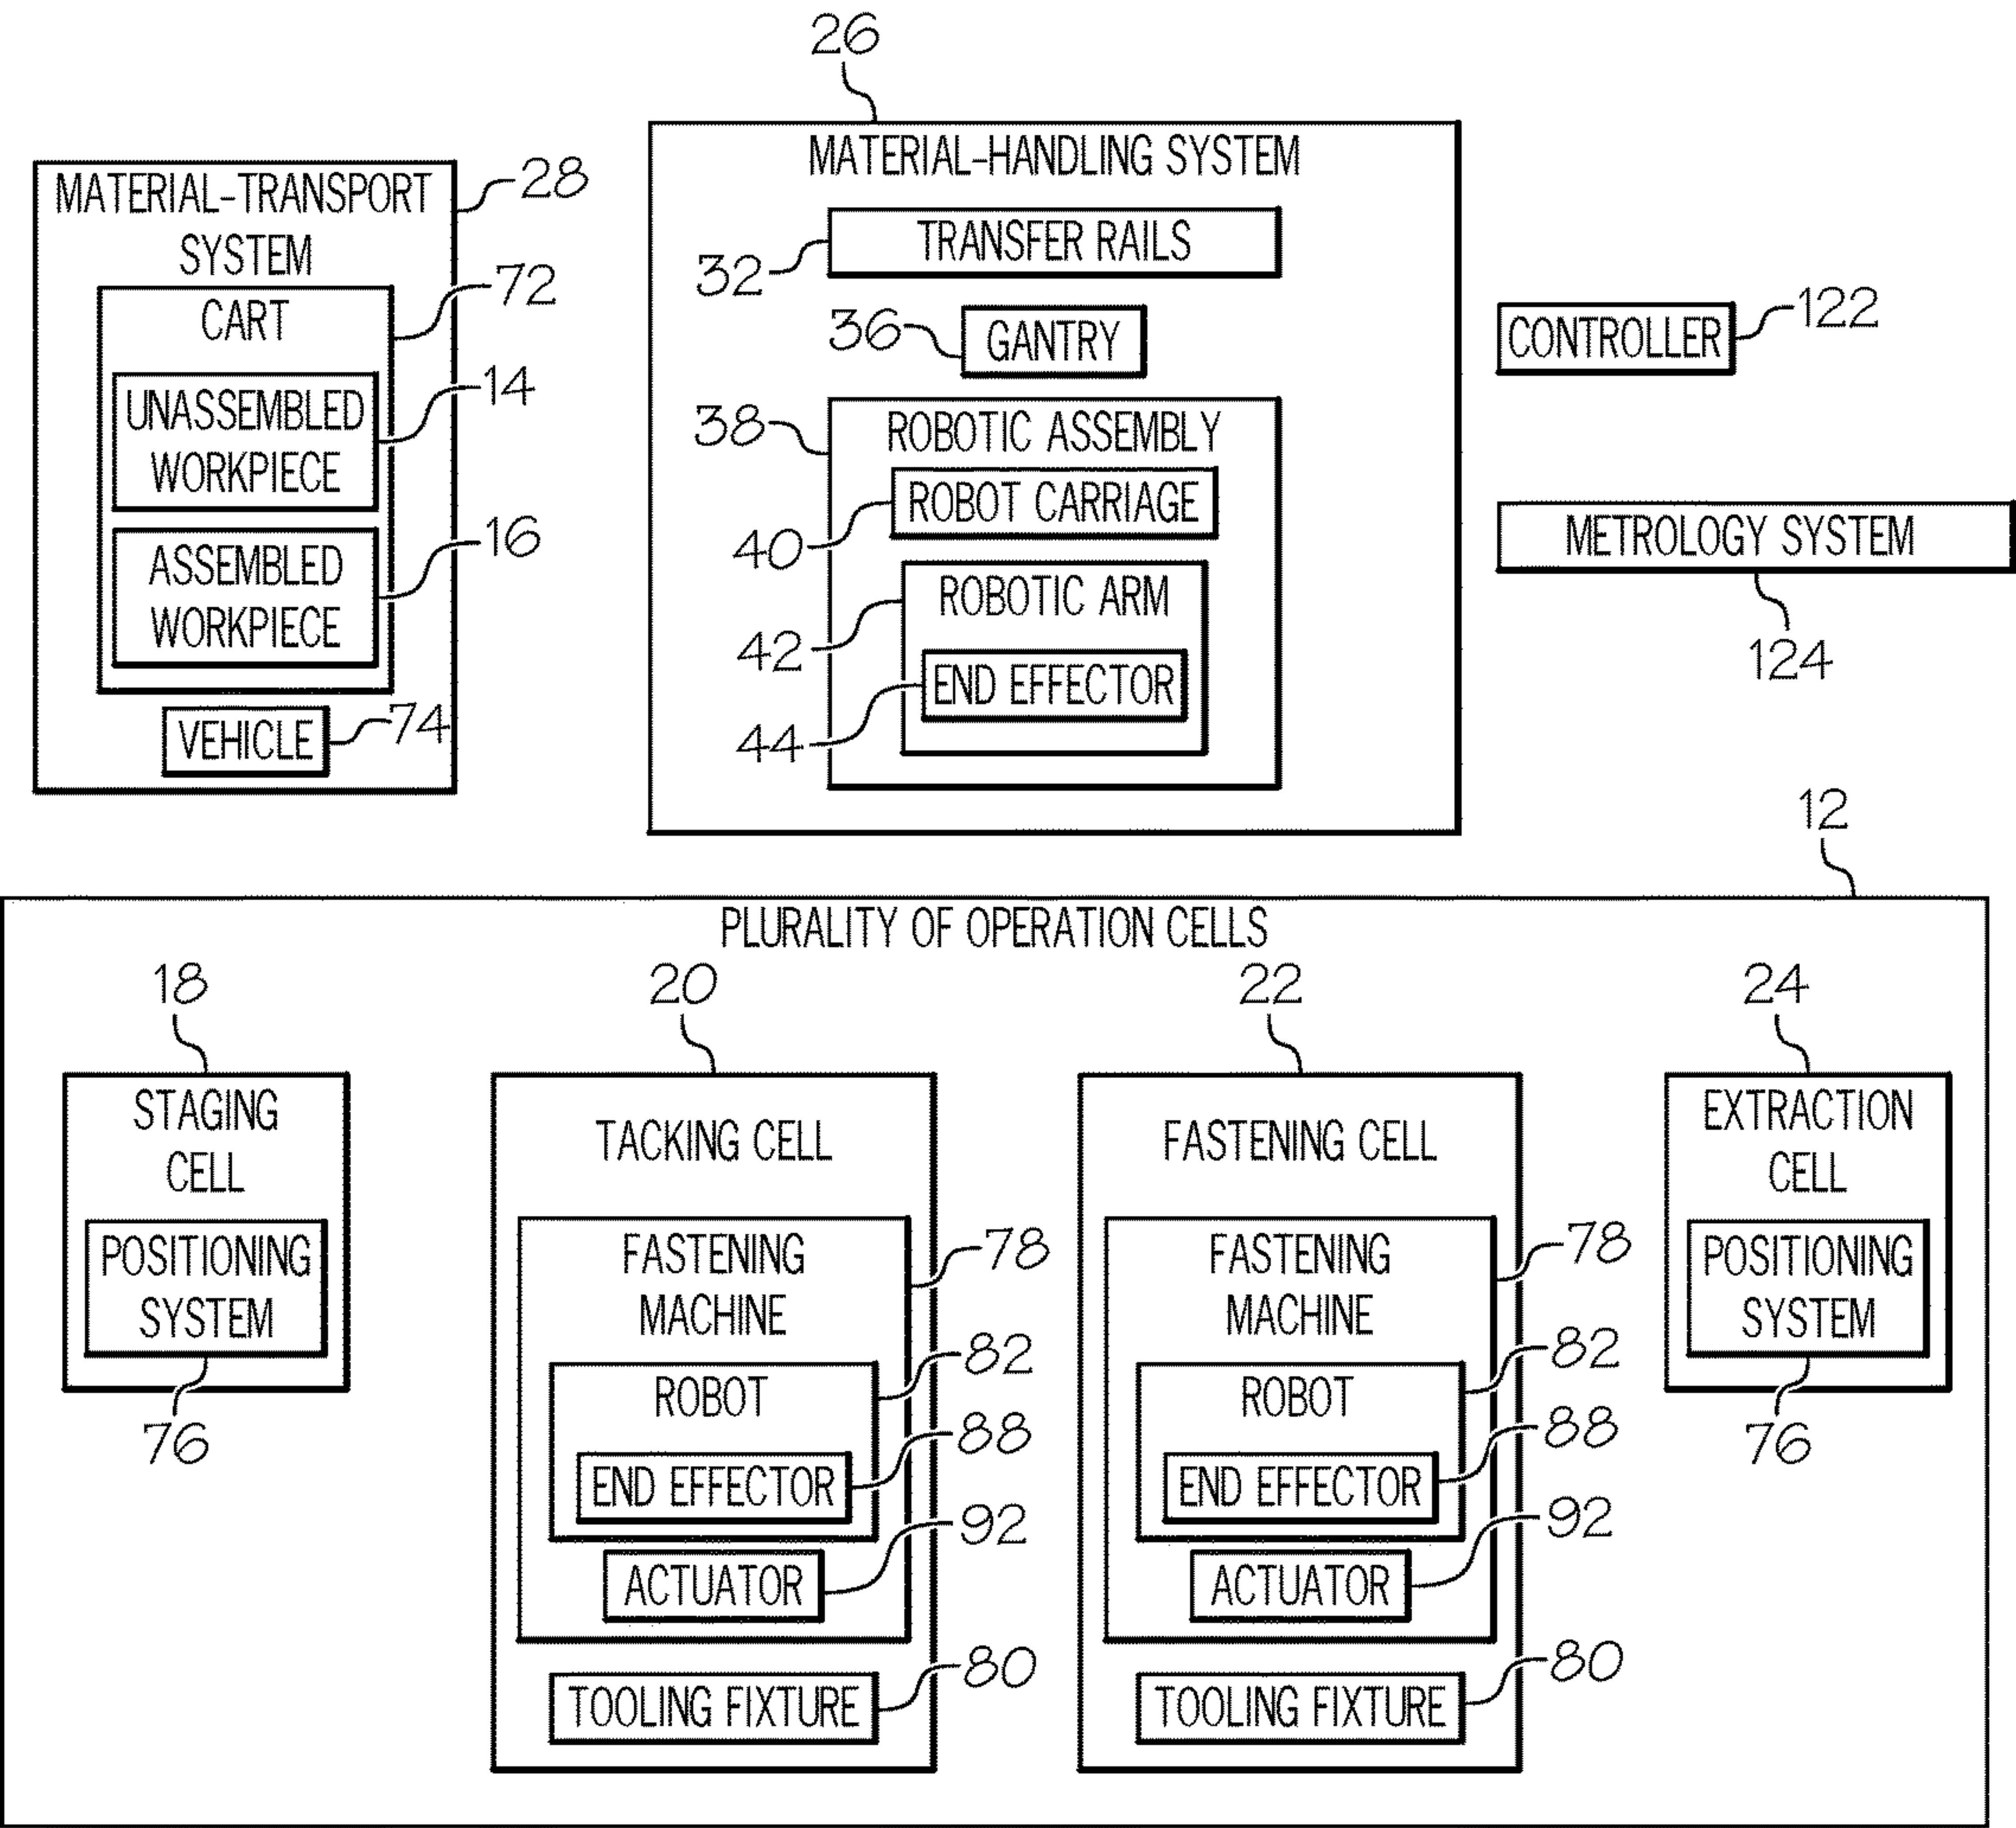 26
MATERIAL-HANDLING SYSTEM
TRANSFER RAILS
32
GANTRY
36
ROBOTIC ASSEMBLY
38
ROBOT CARRIAGE
40
ROBOTIC ARM
42
END EFFECTOR
44
MATERIAL-TRANSPORT
SYSTEM
28
CART
72
UNASSEMBLED
WORKPIECE
14
ASSEMBLED
WORKPIECE
16
VEHICLE
74
CONTROLLER
122
METROLOGY SYSTEM
124
12
PLURALITY OF OPERATION CELLS
18
STAGING
CELL
POSITIONING
SYSTEM
76
20
TACKING CELL
FASTENING
MACHINE
78
ROBOT
82
END EFFECTOR
88
ACTUATOR
92
TOOLING FIXTURE
80
22
FASTENING CELL
FASTENING
MACHINE
78
ROBOT
82
END EFFECTOR
88
ACTUATOR
92
TOOLING FIXTURE
80
24
EXTRACTION
CELL
POSITIONING
SYSTEM
76